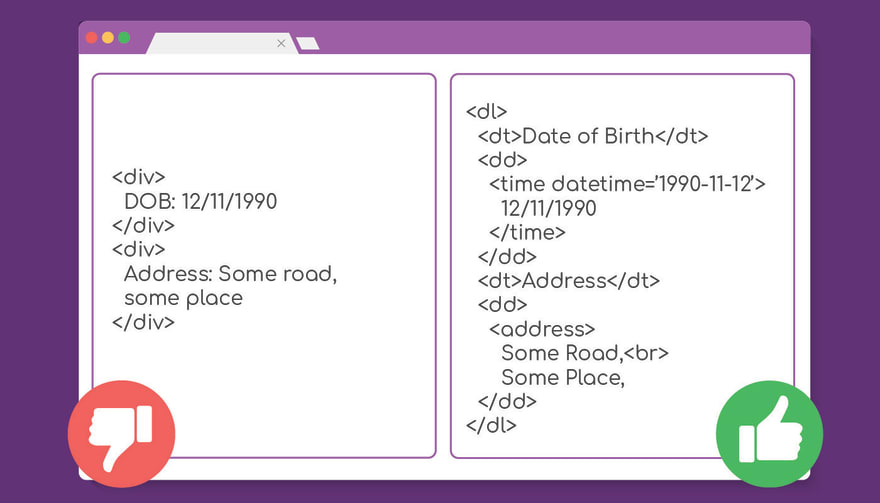 <div>
DOB: 12/11/1990
</div>
<div>
Address: Some road,
some place
</div>
<dl>
<dt>Date of Birth</dt>
<dd>
<time datetime='1990-11-12'>
12/11/1990
</time>
</dd>
<dt>Address</dt>
<dd>
<address>
Some Road,<br>
Some Place,
</dd>
</dl>